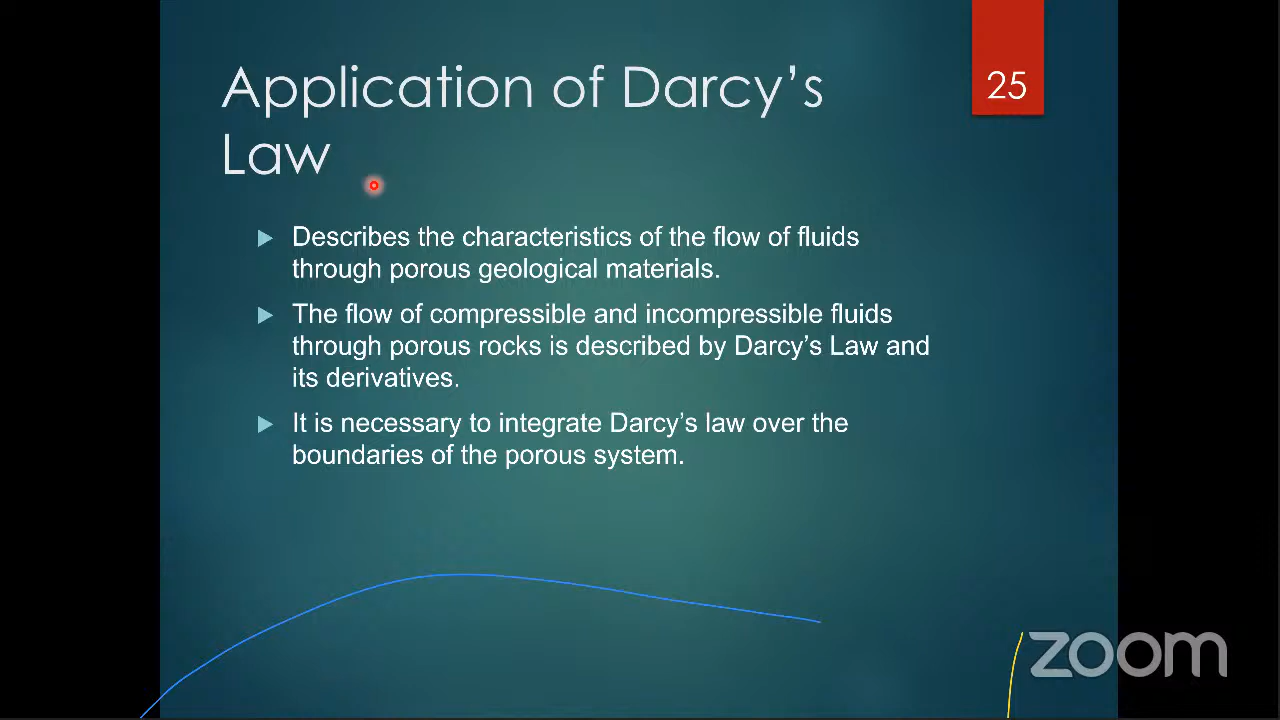 Application of Darcy’s
Law
25
Describes the characteristics of the flow of fluids
through porous geological materials.
The flow of compressible and incompressible fluids
through porous rocks is described by Darcy’s Law and
its derivatives.
It is necessary to integrate Darcy’s law over the
boundaries of the porous system.
zoom